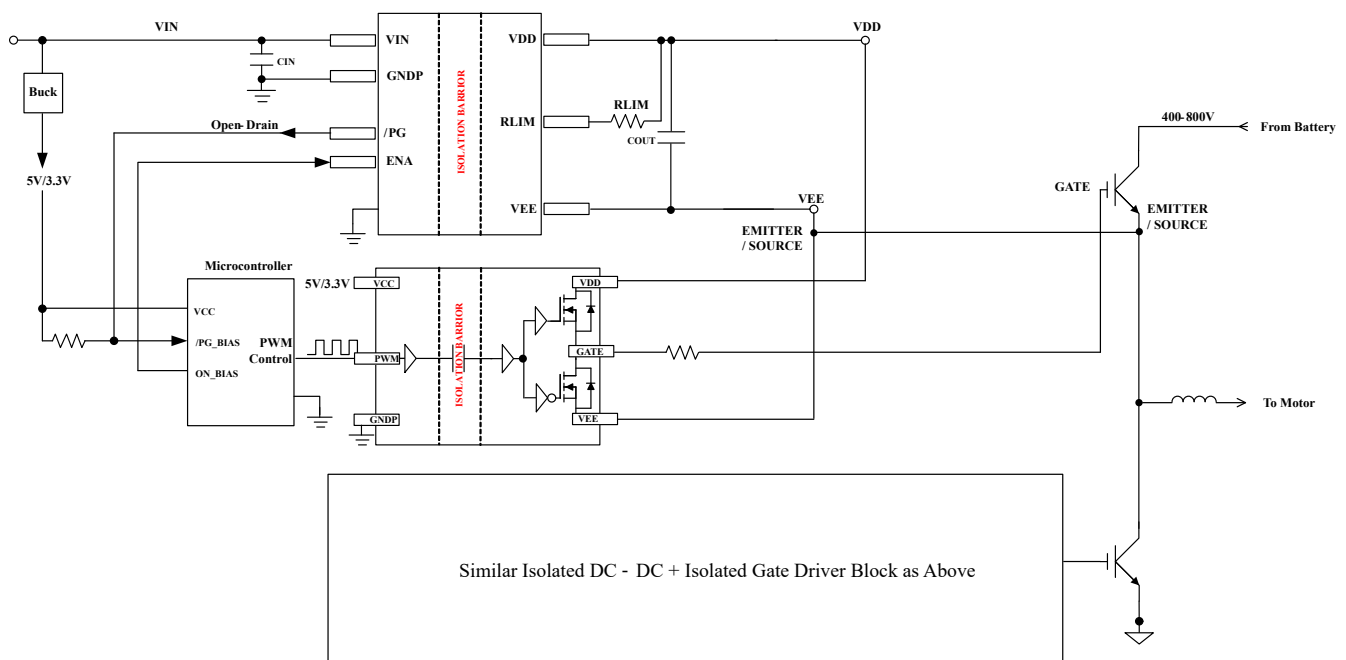 VIN
VIN
CIN
GNDP
Buck
Open-Drain
/PG
ENA
5V/3.3V
ISOLATION BARRIOR
VDD
RLIM
RLIM
COUT
VEE
VDD
VEE
EMITTER
/ SOURCE
400-800V
From Battery
GATE
EMITTER
/ SOURCE
Microcontroller
VCC
/PG_BIAS
ON_BIAS
PWM
Control
5V/3.3V
VCC
PWM
GNDP
ISOLATION BARRIOR
VDD
GATE
VEE
To Motor
Similar Isolated DC - DC + Isolated Gate Driver Block as Above